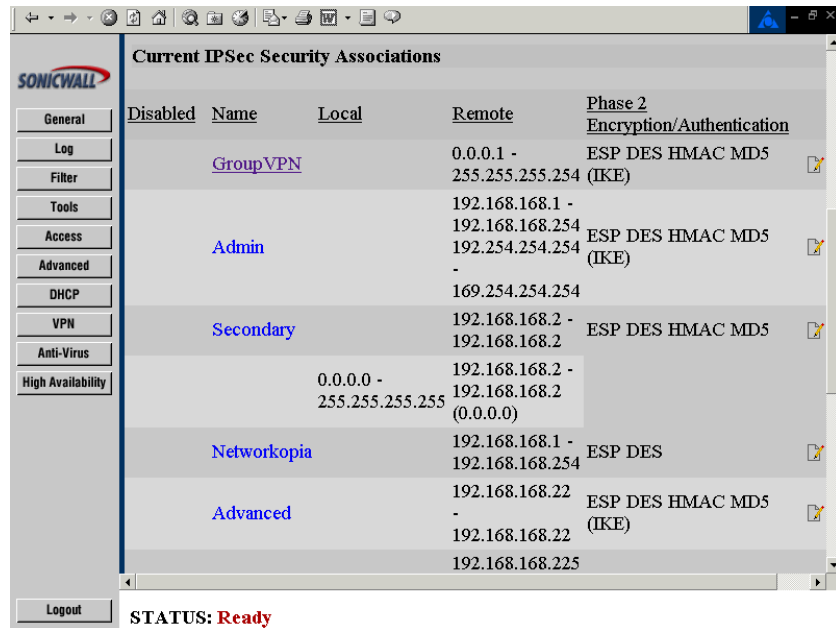 Current IPSec Security Associations
SONICWALL
General
Log
Filter
Tools
Access
Advanced
DHCP
VPN
Anti-Virus
High Availability
Disabled Name Local Remote Phase 2
Encryption/Authentication
GroupVPN 0.0.0.1 - ESP DES HMAC MD5
255.255.255.254 (IKE)
192.168.168.1 -
192.168.168.254
Admin 192.254.254.254 ESP DES HMAC MD5
- (IKE)
169.254.254.254
Secondary 192.168.168.2 - ESP DES HMAC MD5
192.168.168.2
0.0.0.0 - 192.168.168.2 -
255.255.255.255 192.168.168.2
(0.0.0.0)
Networkopia 192.168.168.1 - ESP DES
192.168.168.254
Advanced 192.168.168.22 ESP DES HMAC MD5
- (IKE)
192.168.168.22
192.168.168.225
Logout
STATUS: Ready